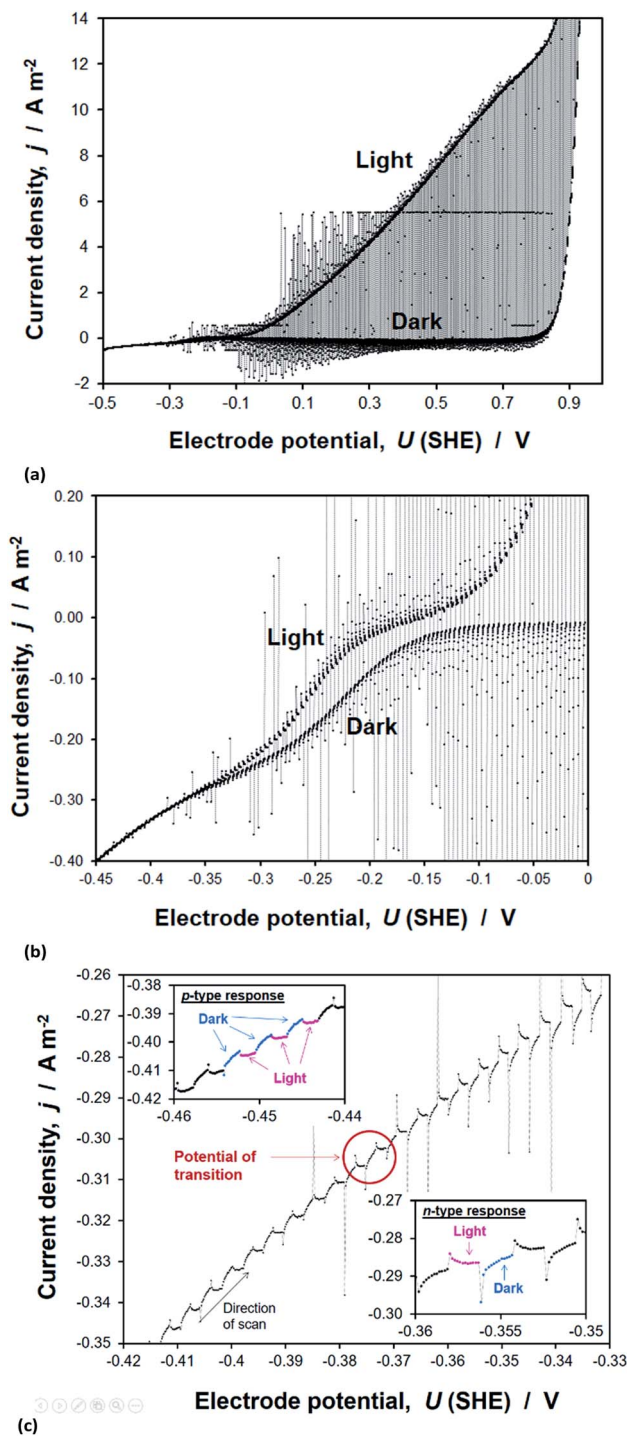 14
12
10
8
6
4
2
0
-2
-0.5 -0.3 -0.1 0.1 0.3 0.5 0.7 0.9
Current density, j / A m-2
Light
Dark
Electrode potential, U (SHE) / V
(a)
0.20
0.10
0.00
-0.10
-0.20
-0.30
-0.40
-0.45 -0.4 -0.35 -0.3 -0.25 -0.2 -0.15 -0.1 -0.05 0
Current density, j / A m-2
Light
Dark
Electrode potential, U (SHE) / V
(b)
-0.26
-0.27
-0.28
-0.29
-0.30
-0.31
-0.32
-0.33
-0.34
-0.35
-0.42 -0.41 -0.4 -0.39 -0.38 -0.37 -0.36 -0.35 -0.34 -0.33
Current density, j / A m-2
-0.38
-0.39
-0.40
-0.41
-0.42
-0.46 -0.45 -0.44
p-type response
Dark
Light
Potential of
transition
Direction
of scan
-0.27
-0.28
-0.29
-0.30
-0.36 -0.355 -0.35
n-type response
Light
Dark
Electrode potential, U (SHE) / V
(c)